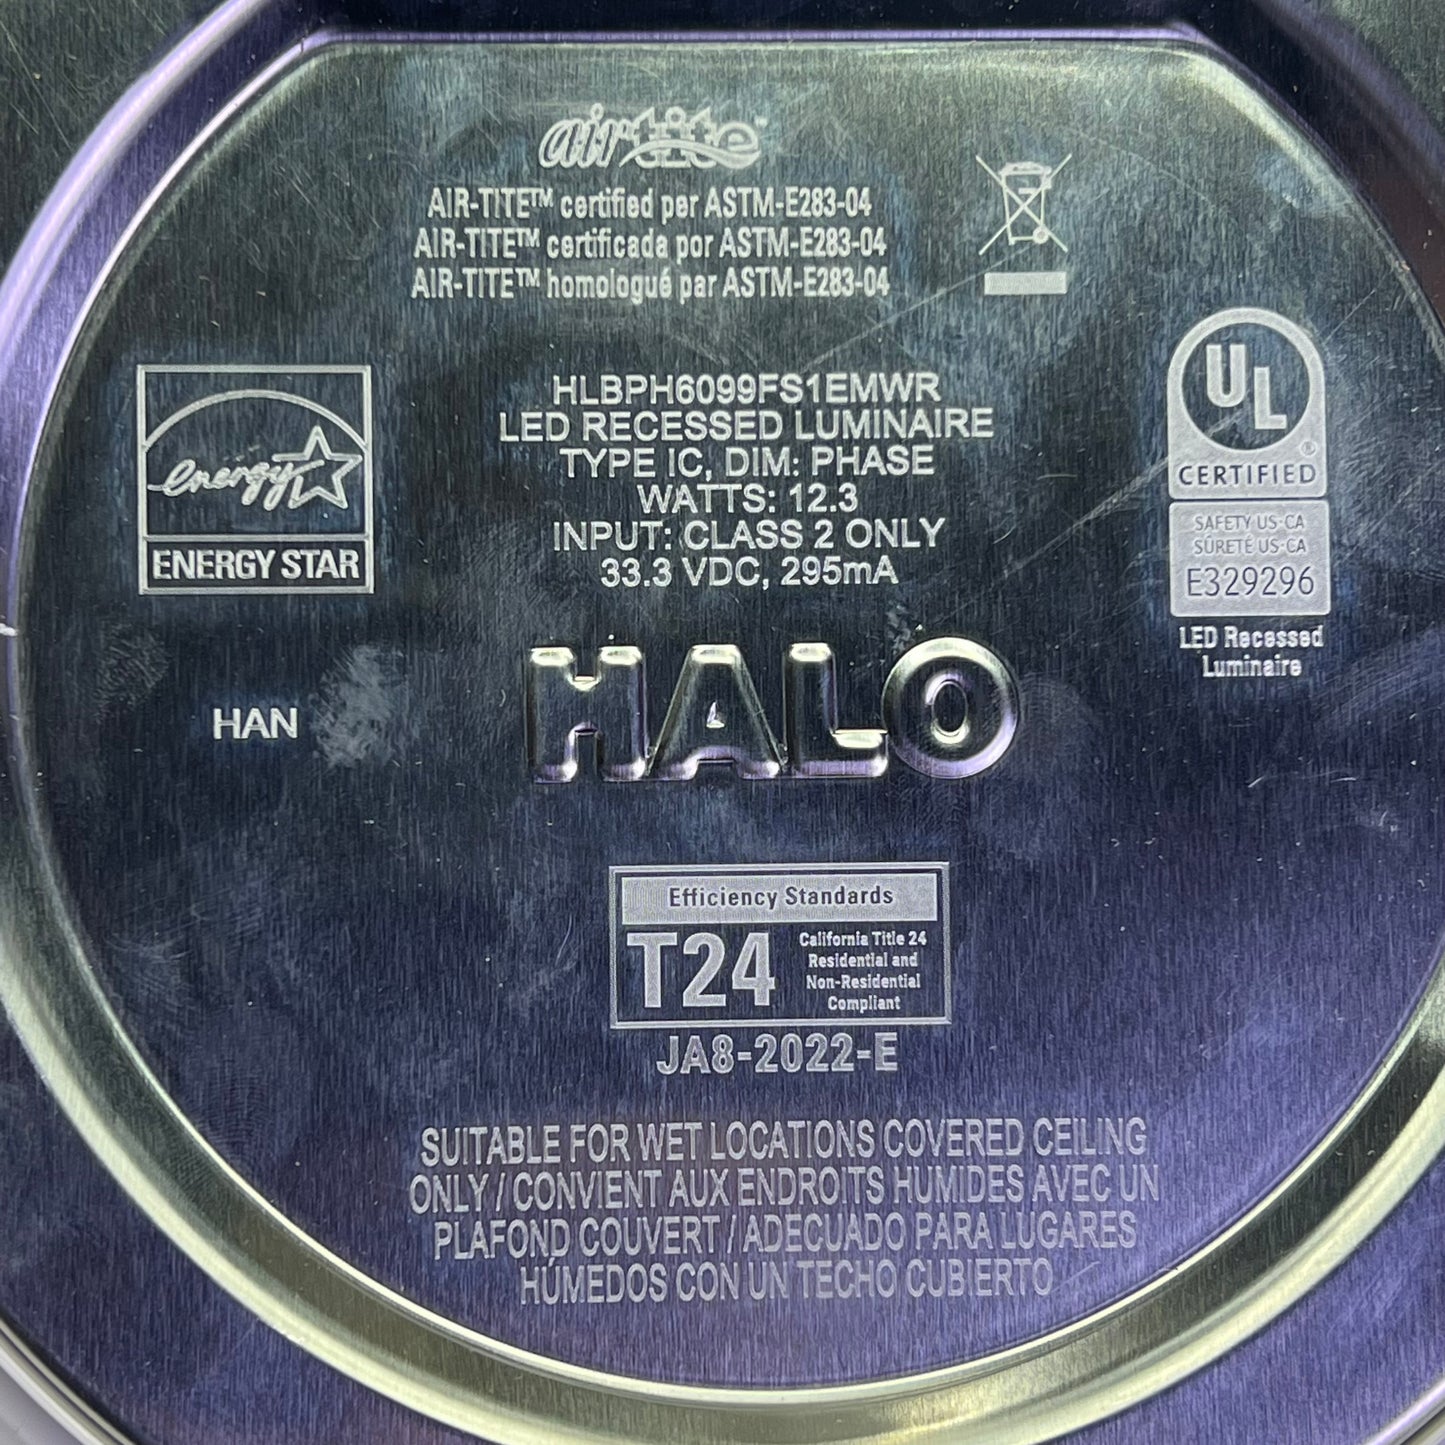 airtite™
AIR-TITE™ certified per ASTM-E283-04
AIR-TITE™ certificada por ASTM-E283-04
AIR-TITE™ homologué par ASTM-E283-04
energy
ENERGY STAR
HLBPH6099FS1EMWR
LED RECESSED LUMINAIRE
TYPE IC, DIM: PHASE
WATTS: 12.3
INPUT: CLASS 2 ONLY
33.3 VDC, 295mA
UL®
CERTIFIED
SAFETY US-CA
SÛRETÉ US-CA
E329296
LED Recessed
Luminaire
HAN
HALO
Efficiency Standards
T24
California Title 24
Residential and
Non-Residential
Compliant
JA8-2022-E
SUITABLE FOR WET LOCATIONS COVERED CEILING
ONLY / CONVIENT AUX ENDROITS HUMIDES AVEC UN
PLAFOND COUVERT / ADECUADO PARA LUGARES
HÚMEDOS CON UN TECHO CUBIERTO